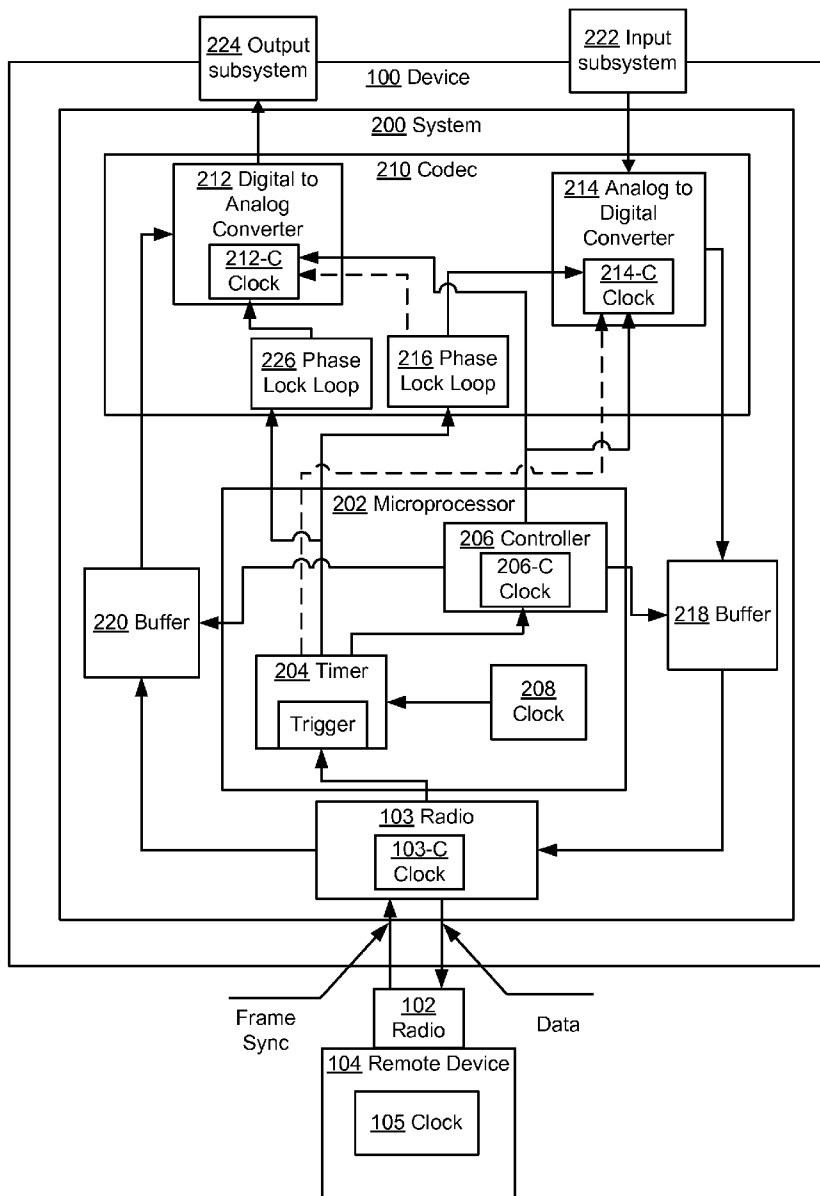 224 Output
subsystem
222 Input
subsystem
100 Device
200 System
210 Codec
212 Digital to
Analog
Converter
212-C
Clock
214 Analog to
Digital
Converter
214-C
Clock
226 Phase
Lock Loop
216 Phase
Lock Loop
202 Microprocessor
206 Controller
206-C
Clock
220 Buffer
218 Buffer
204 Timer
Trigger
208
Clock
103 Radio
103-C
Clock
Frame
Sync
102
Radio
Data
104 Remote Device
105 Clock